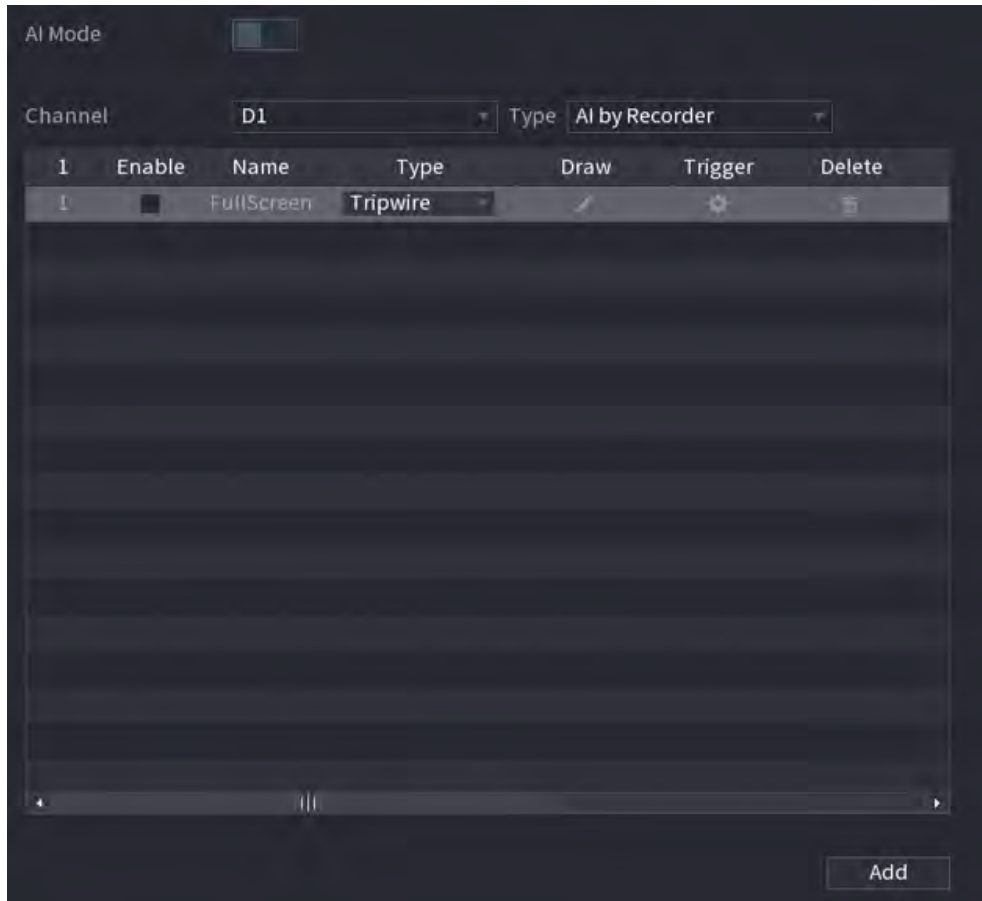 AI Mode
Channel D1 Type AI by Recorder
1 Enable Name Type Draw Trigger Delete
1 FullScreen Tripwire
Add